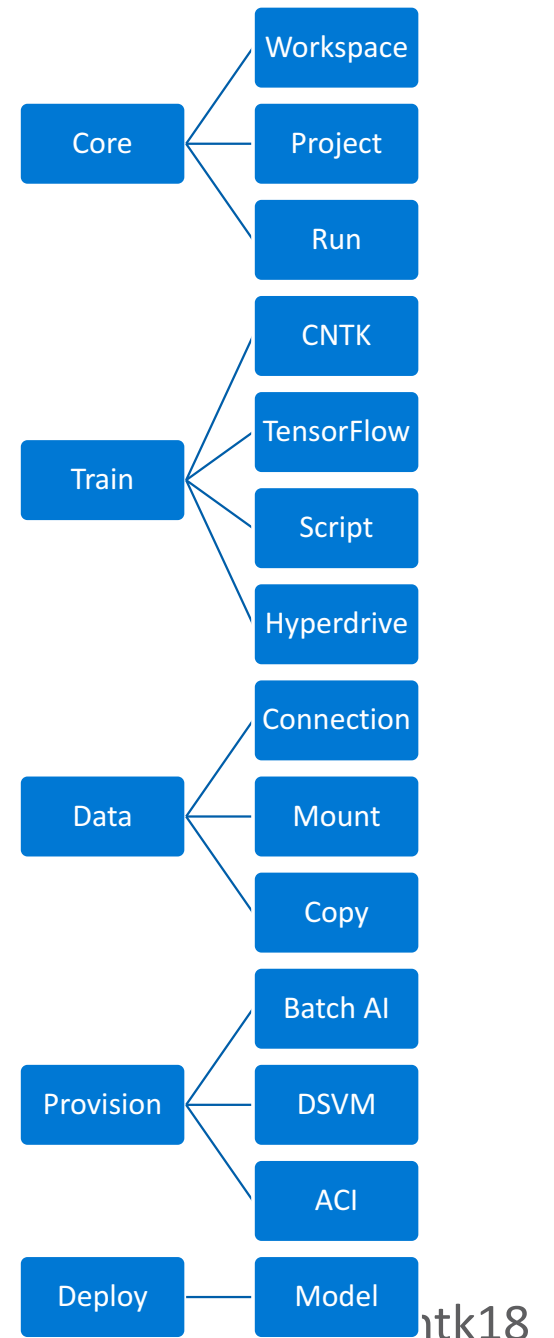 Core
Workspace
Project
Run
Train
CNTK
TensorFlow
Script
Hyperdrive
Data
Connection
Mount
Copy
Provision
Batch AI
DSVM
ACI
Deploy
Model